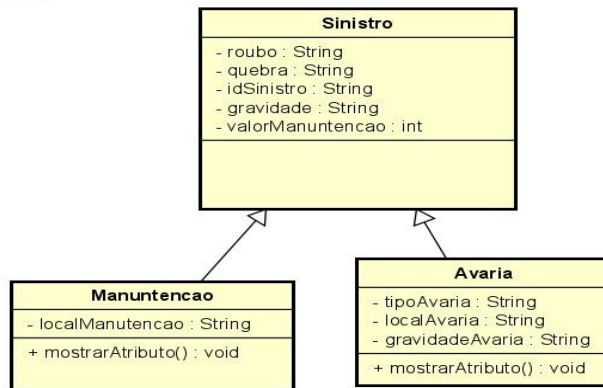 Sinistro
- roubo : String
- quebra : String
- idSinistro : String
- gravidade : String
- valorManuntencao : int
Manuntencao
- localManutencao : String
+ mostrarAtributo() : void
Avaria
- tipoAvaria : String
- localAvaria : String
- gravidadeAvaria : String
+ mostrarAtributo() : void